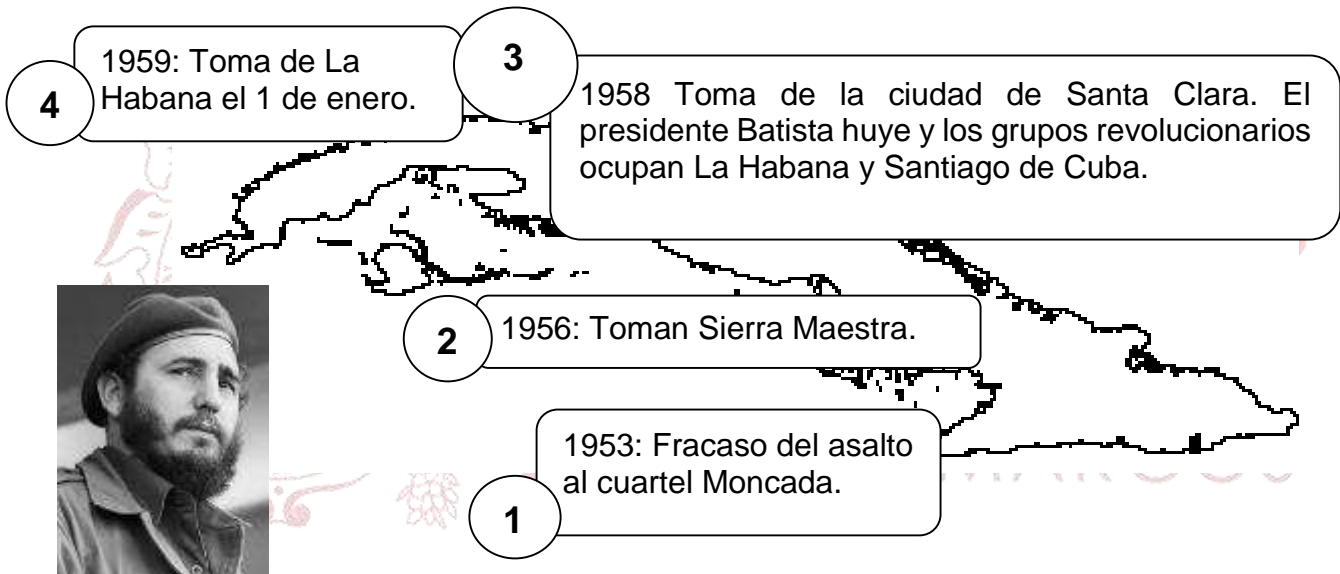 3
1959: Toma de La
Habana el 1 de enero.
4
1958 Toma de la ciudad de Santa Clara. El
presidente Batista huye y los grupos revolucionarios
ocupan La Habana y Santiago de Cuba.
2
1956: Toman Sierra Maestra.
1953: Fracaso del asalto
al cuartel Moncada.
1